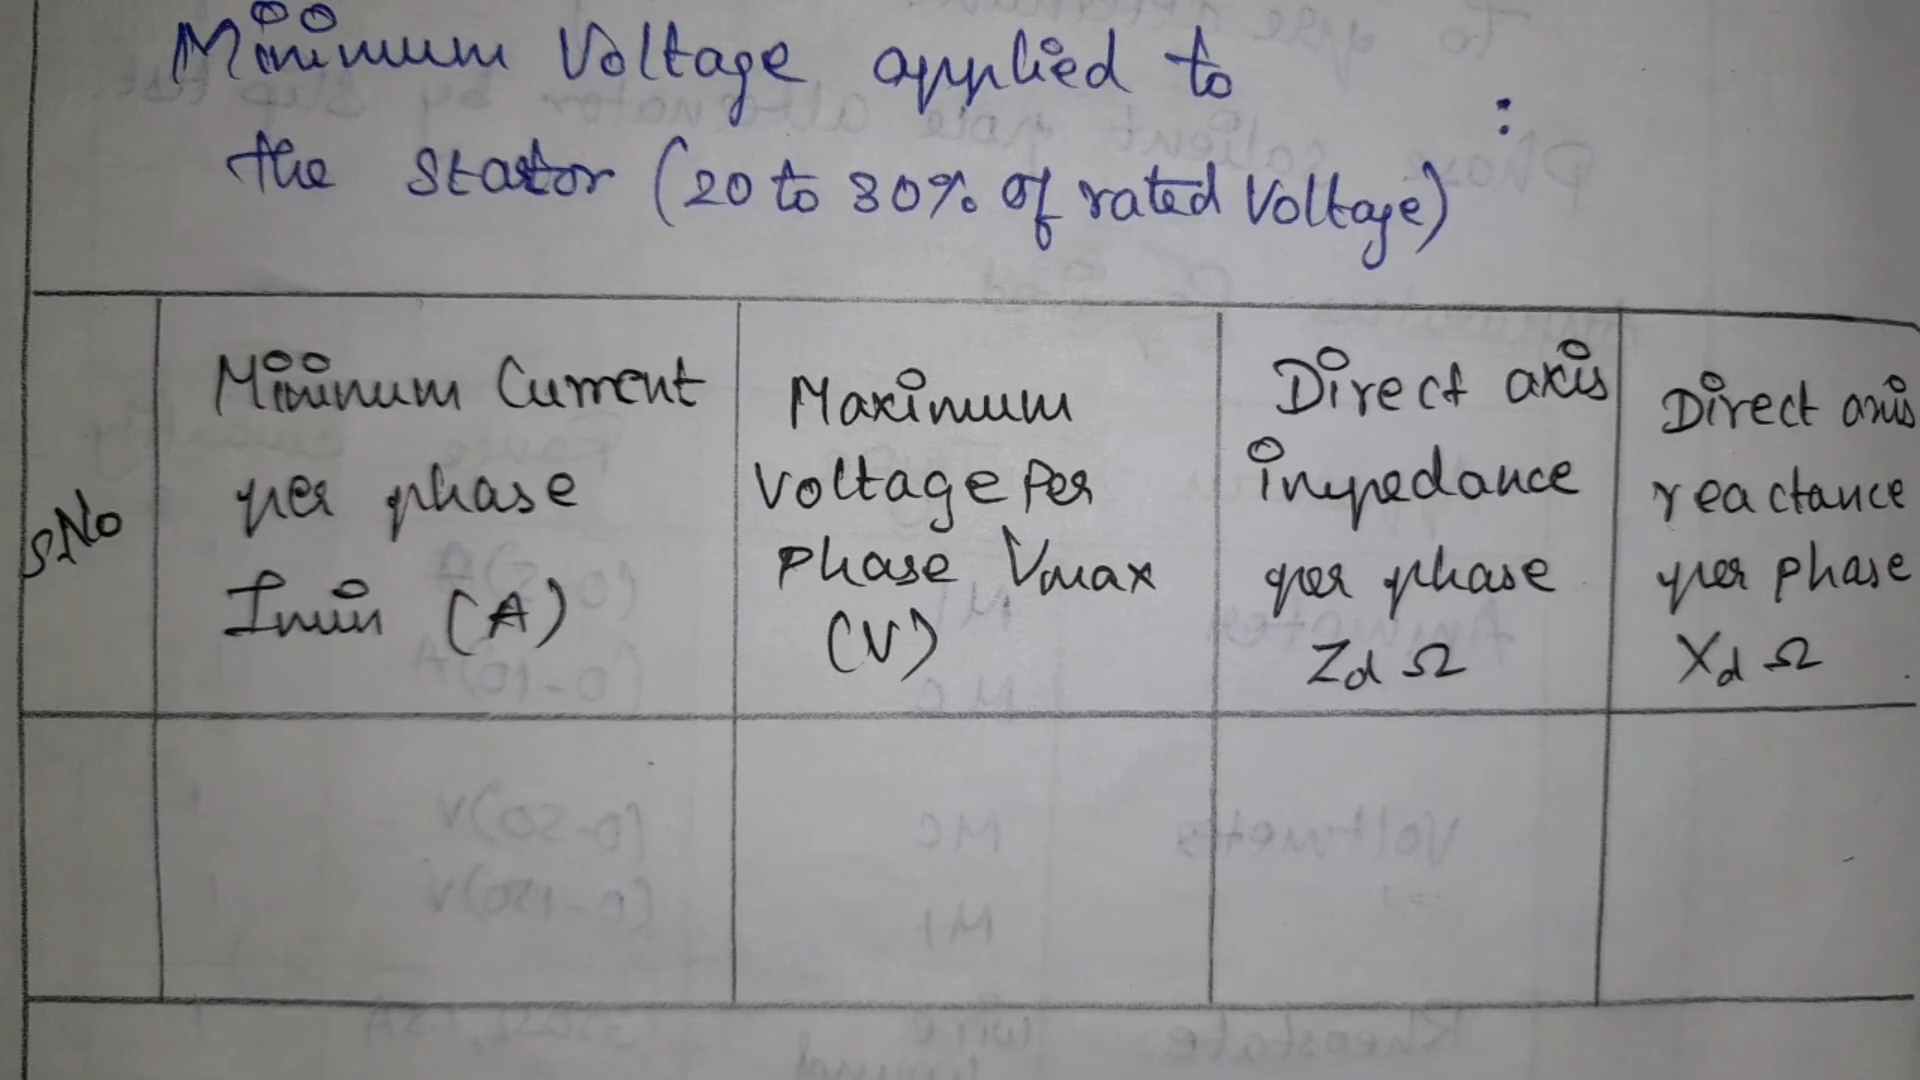 Minimum Voltage applied to
the stator (20 to 30% of rated Voltage) :
S.No
Minimum Current
per phase
Imin (A)
Maximum
Voltage Per
Phase Vmax
(V)
Direct axis
impedance
per phase
Zd Ω
Direct axis
reactance
per phase
Xd Ω